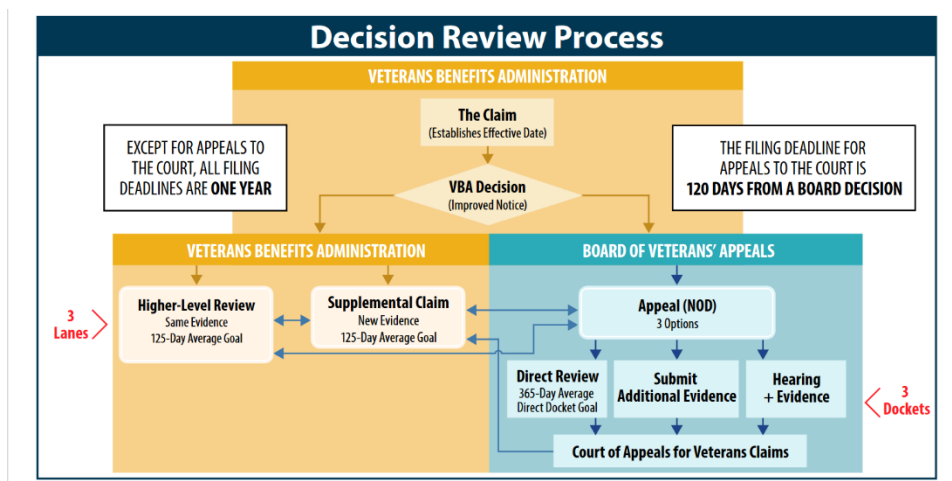 Decision Review Process
VETERANS BENEFITS ADMINISTRATION
The Claim
(Establishes Effective Date)
EXCEPT FOR APPEALS TO
THE COURT, ALL FILING
DEADLINES ARE ONE YEAR
THE FILING DEADLINE FOR
APPEALS TO THE COURT IS
120 DAYS FROM A BOARD DECISION
VBA Decision
(Improved Notice)
VETERANS BENEFITS ADMINISTRATION
BOARD OF VETERANS' APPEALS
3
Lanes
Higher-Level Review
Same Evidence
125-Day Average Goal
Supplemental Claim
New Evidence
125-Day Average Goal
Appeal (NOD)
3 Options
Direct Review
365-Day Average
Direct Docket Goal
Submit
Additional Evidence
Hearing
+ Evidence
3
Dockets
Court of Appeals for Veterans Claims